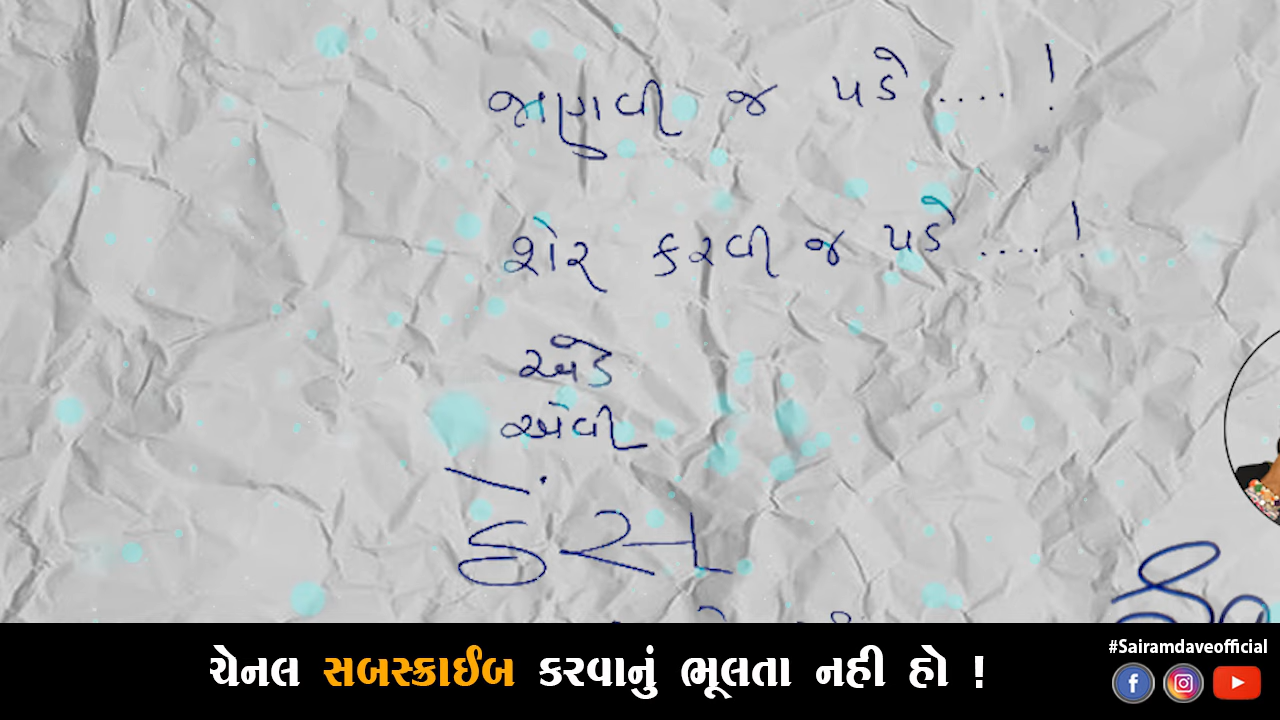 જાણવી જ પડે .... !
શેર કરવી જ પડે .... !
એવી
#Sairamdaveofficial
ચેનલ સબસ્ક્રાઈબ કરવાનું ભૂલતા નહી હો !